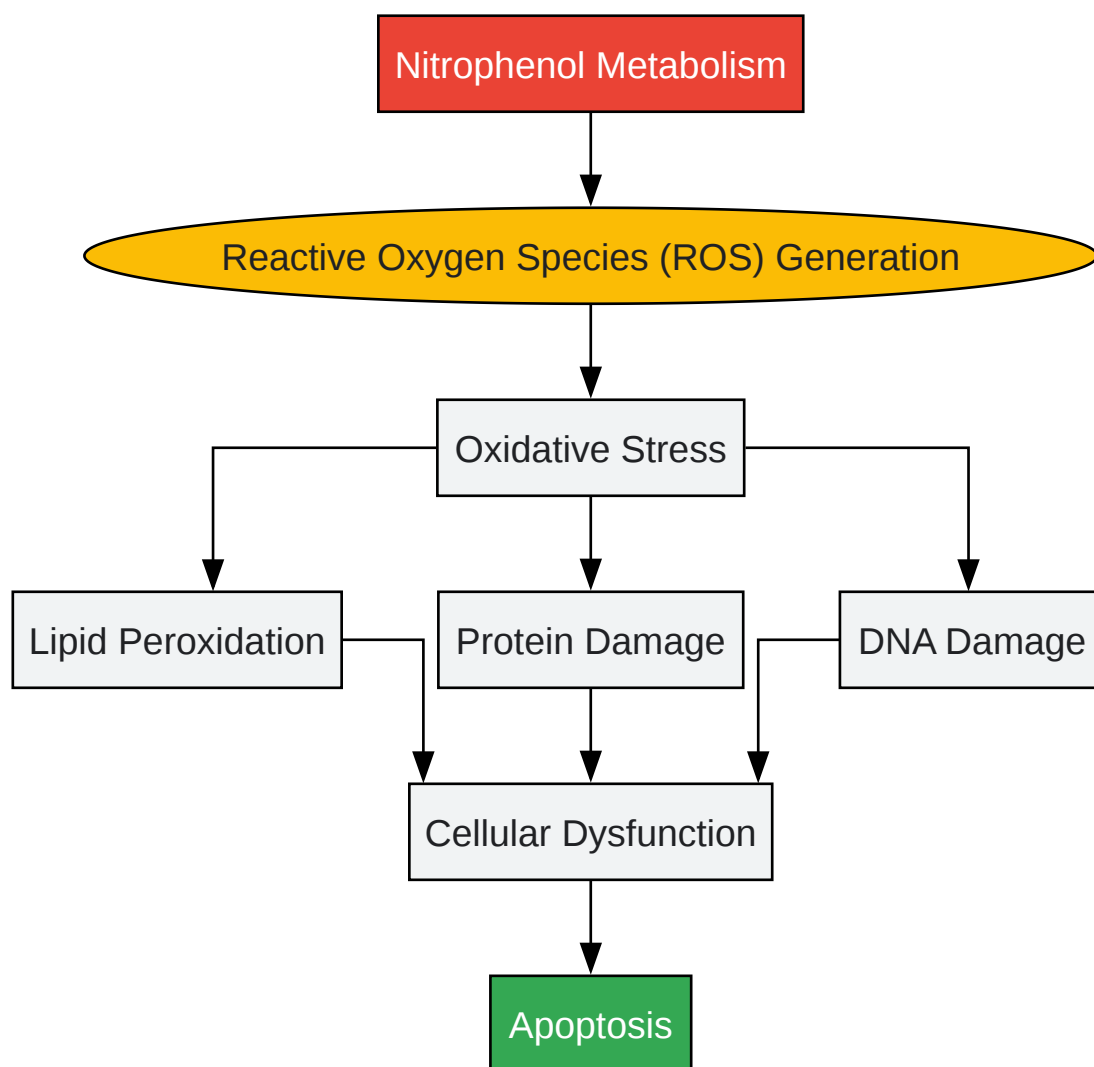 Nitrophenol Metabolism
Reactive Oxygen Species (ROS) Generation
Oxidative Stress
Lipid Peroxidation
Protein Damage
DNA Damage
Cellular Dysfunction
Apoptosis